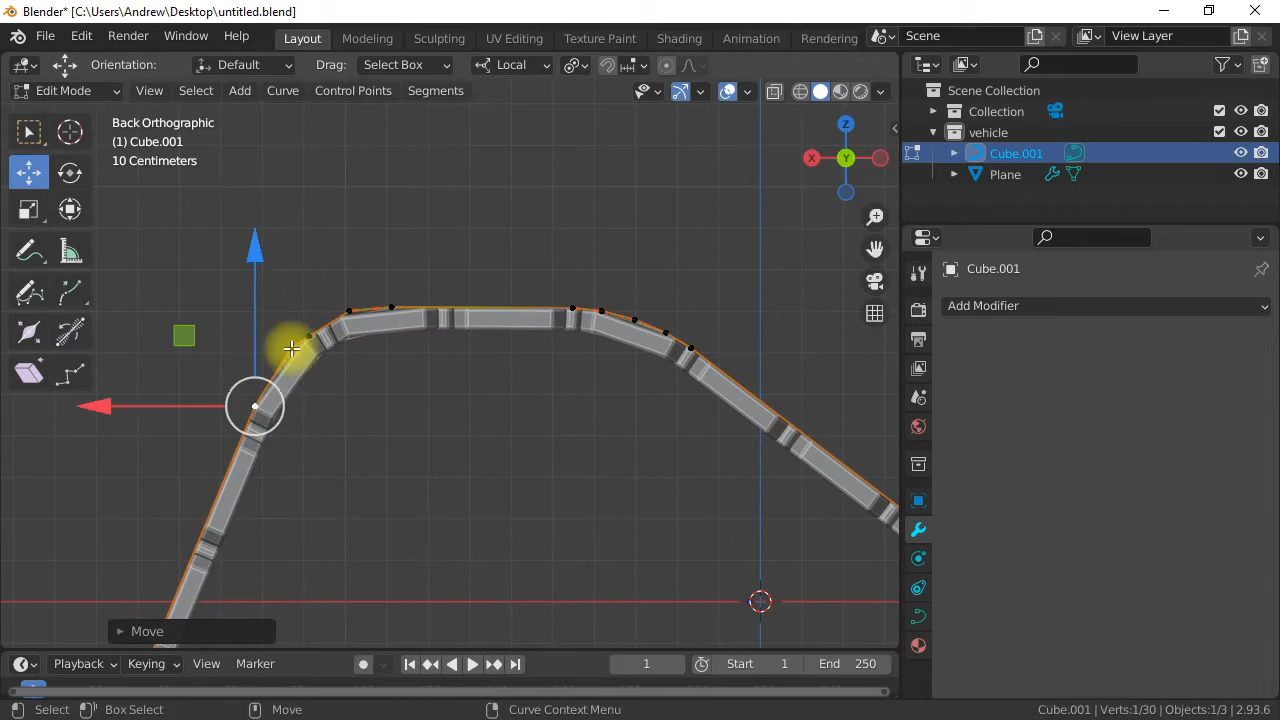 Blender* [C:\Users\Andrew\Desktop\untitled.blend]
File Edit Render Window Help Layout Modeling Sculpting UV Editing Texture Paint Shading Animation Rendering Scene View Layer
Orientation: Default Drag: Select Box Local
Edit Mode View Select Add Curve Control Points Segments
Scene Collection
Collection
vehicle
Cube.001
Plane
Back Orthographic
(1) Cube.001
10 Centimeters
Z
X
Y
Cube.001
Add Modifier
Move
Playback Keying View Marker 1 Start 1 End 250
Select Box Select Move Curve Context Menu Cube.001 | Verts:1/30 | Objects:1/3 | 2.93.6